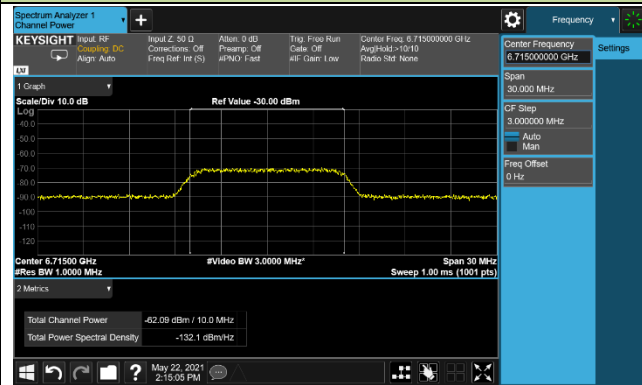 Spectrum Analyzer 1
Channel Power
Frequency
KEYSIGHT
Input: RF
Coupling: DC
Align: Auto
Input Z: 50 Ω
Corrections: Off
Freq Ref: Int (S)
Atten: 0 dB
Preamp: Off
#PNO: Fast
Trig: Free Run
Gate: Off
#IF Gain: Low
Center Freq: 6.715000000 GHz
Avg|Hold:>10/10
Radio Std: None
LXI
Center Frequency
6.715000000 GHz
Settings
Span
30.000 MHz
CF Step
3.000000 MHz
Auto
Man
Freq Offset
0 Hz
1 Graph
Scale/Div 10.0 dB
Ref Value -30.00 dBm
Log
-40.0
-50.0
-60.0
-70.0
-80.0
-90.0
-100
-110
-120
Center 6.71500 GHz
#Video BW 3.0000 MHz*
Span 30 MHz
#Res BW 1.0000 MHz
Sweep 1.00 ms (1001 pts)
2 Metrics
Total Channel Power -62.09 dBm / 10.0 MHz
Total Power Spectral Density -132.1 dBm/Hz
May 22, 2021
2:15:05 PM